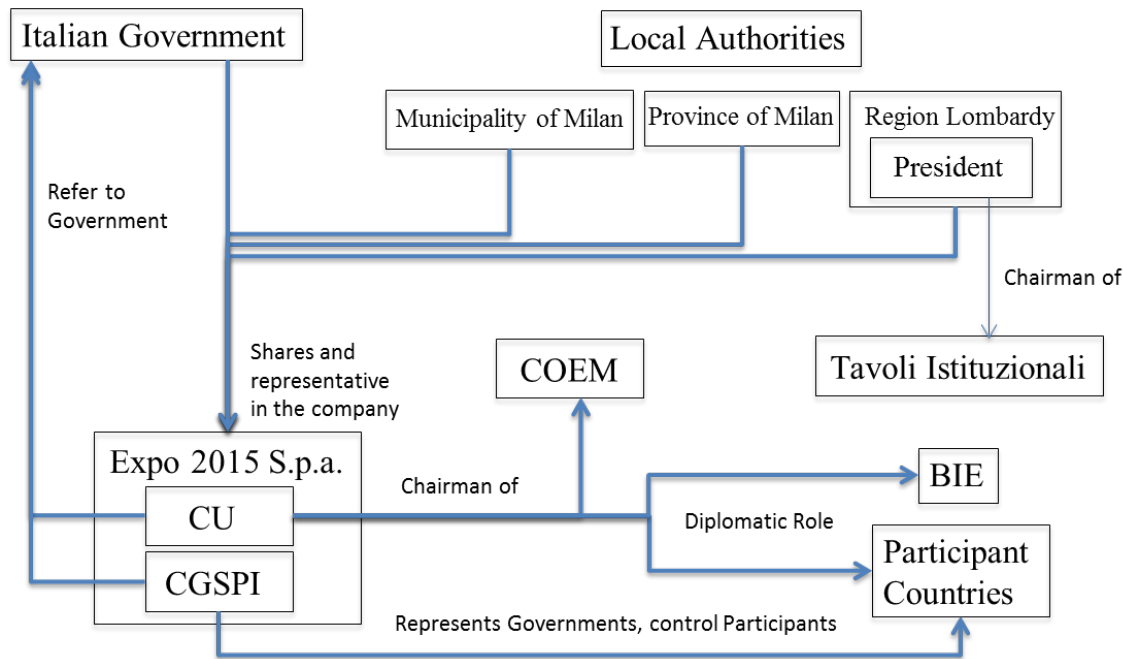 Italian Government
Local Authorities
Municipality of Milan
Province of Milan
Region Lombardy
President
Refer to
Government
Chairman of
Shares and
representative
in the company
COEM
Tavoli Istituzionali
Expo 2015 S.p.a.
CU
CGSPI
Chairman of
BIE
Diplomatic Role
Participant
Countries
Represents Governments, control Participants